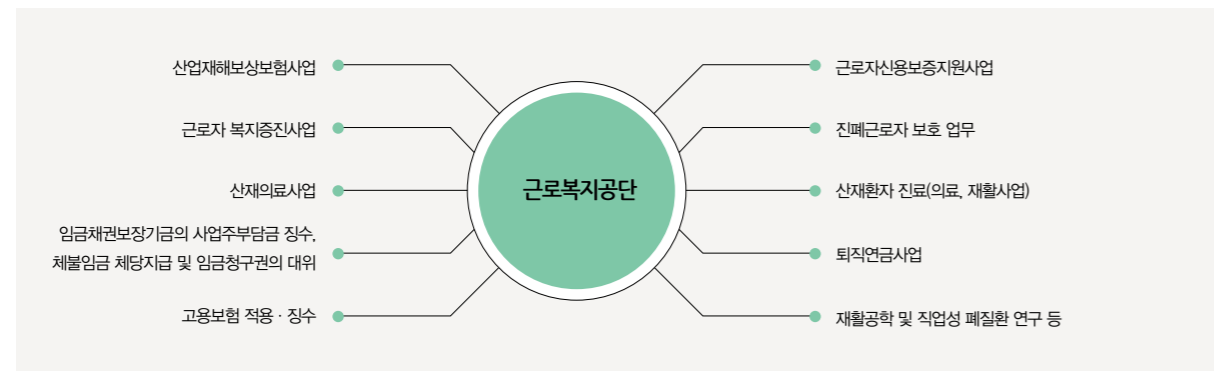 산업재해보상보험사업
근로자 복지증진사업
산재의료사업
임금채권보장기금의 사업주부담금 징수,
체불임금 체당지급 및 임금청구권의 대위
고용보험 적용 · 징수
근로복지공단
근로자신용보증지원사업
진폐근로자 보호 업무
산재환자 진료(의료, 재활사업)
퇴직연금사업
재활공학 및 직업성 폐질환 연구 등